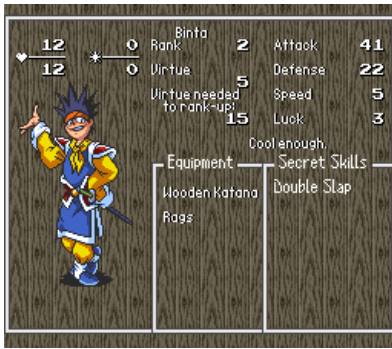 Binta
12 0 Rank 2 Attack 41
12 0 Virtue 5 Defense 22
Virtue needed to rank-up: 15
Speed 5
Luck 3
Cool enough.
Equipment
Wooden Katana
Rags
Secret Skills
Double Slap